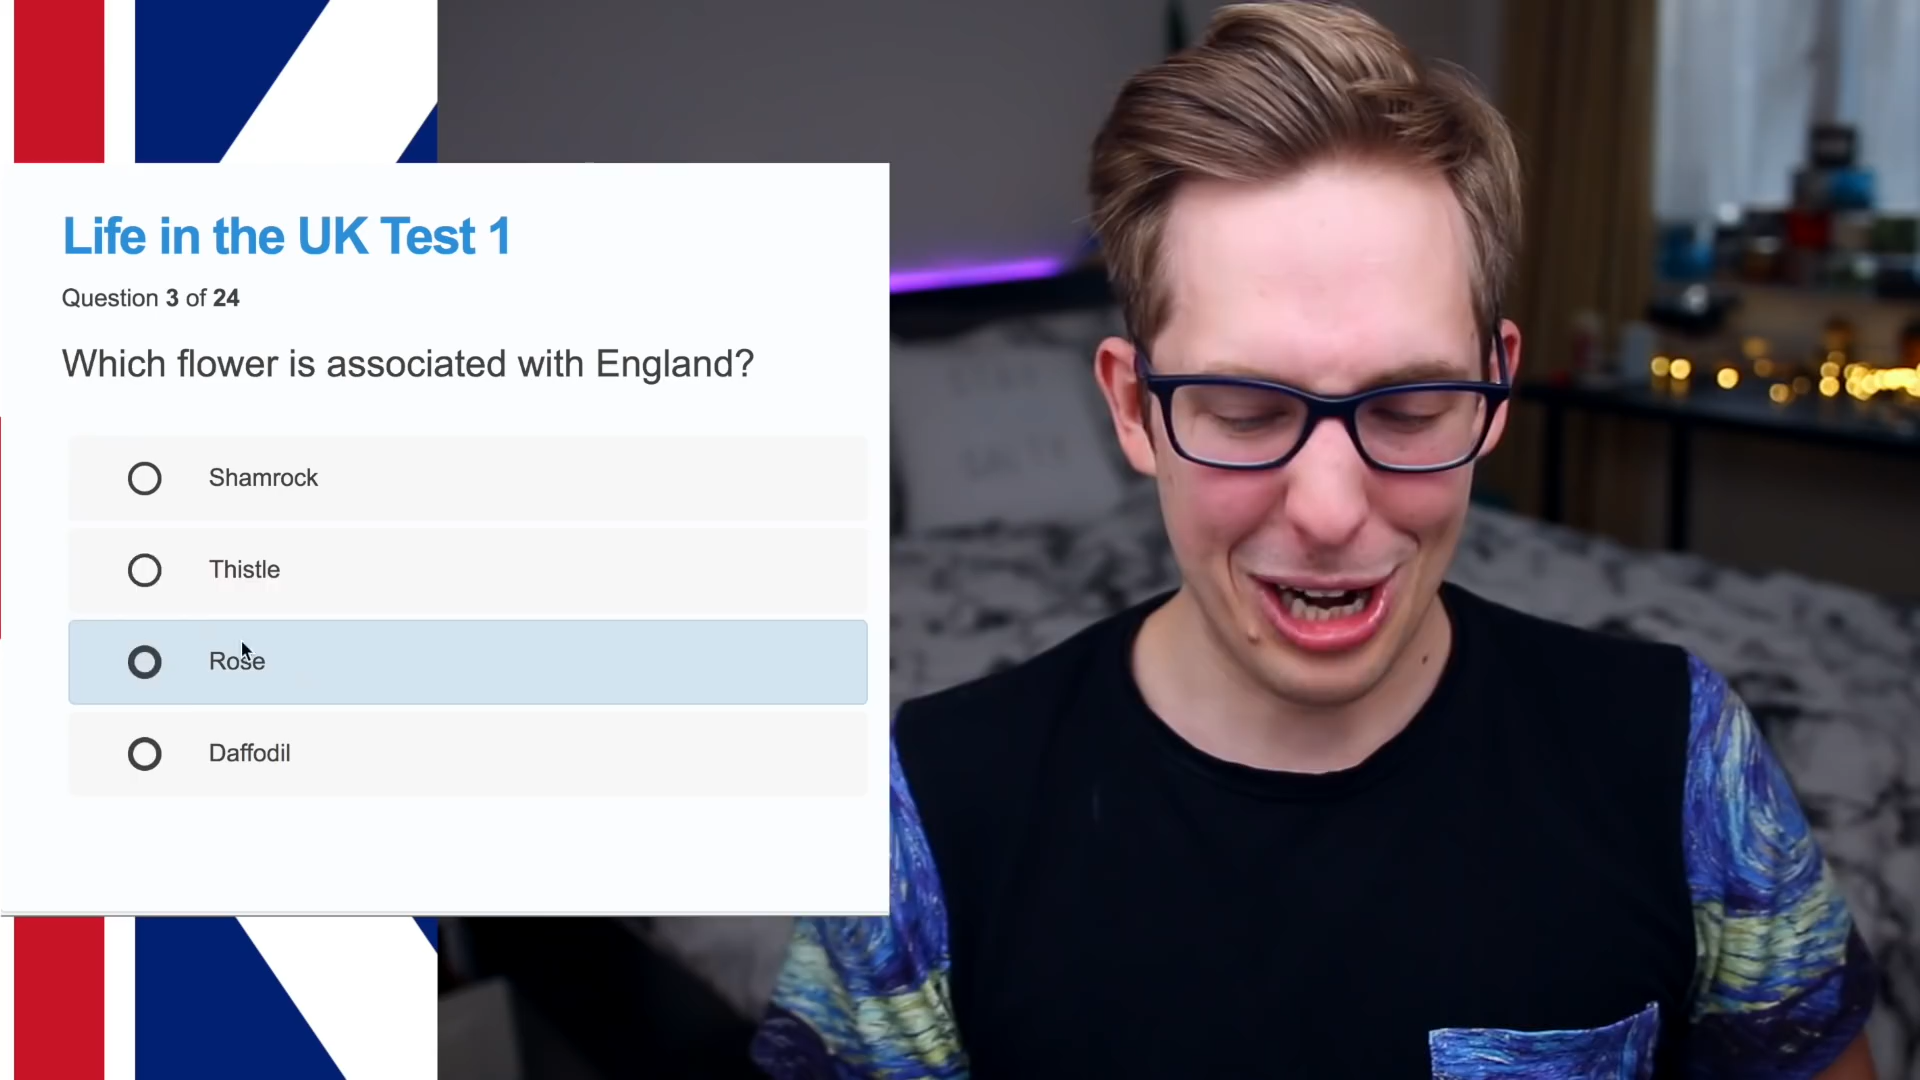 Life in the UK Test 1
Question 3 of 24
Which flower is associated with England?
Shamrock
Thistle
Rose
Daffodil